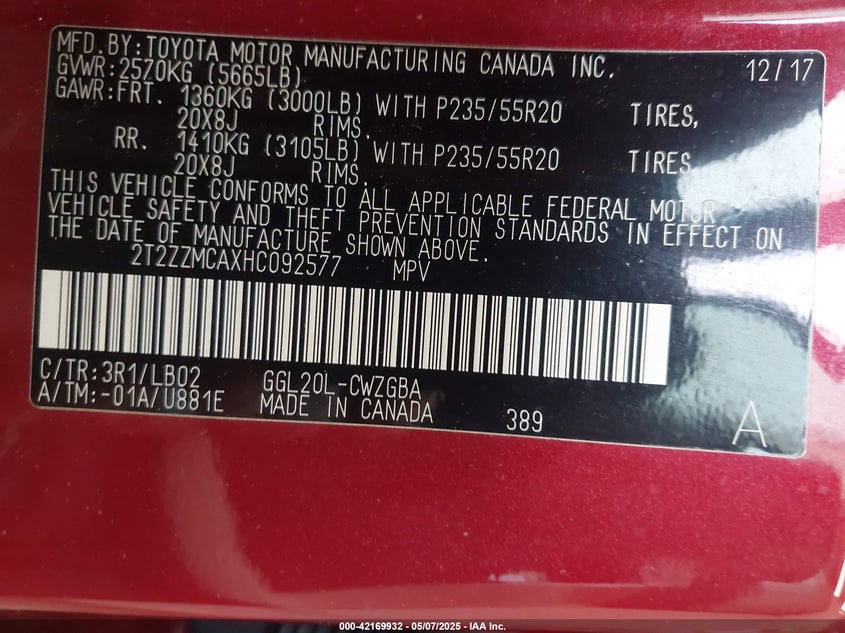 MFD.BY:TOYOTA MOTOR MANUFACTURING CANADA INC. 12/17
GVWR:2570KG (5665LB)
GAWR:FRT. 1360KG (3000LB) WITH P235/55R20 TIRES,
20X8J RIMS.
RR. 1410KG (3105LB) WITH P235/55R20 TIRES,
20X8J RIMS.
THIS VEHICLE CONFORMS TO ALL APPLICABLE FEDERAL MOTOR
VEHICLE SAFETY AND THEFT PREVENTION STANDARDS IN EFFECT ON
THE DATE OF MANUFACTURE SHOWN ABOVE.
2T2ZZMCAXHC092577 MPV
C/TR:3R1/LB02 GGL20L-CWZGBA
A/TM:-01A/U881E MADE IN CANADA 389 A
000-42169932 - 05/07/2025 - IAA Inc.